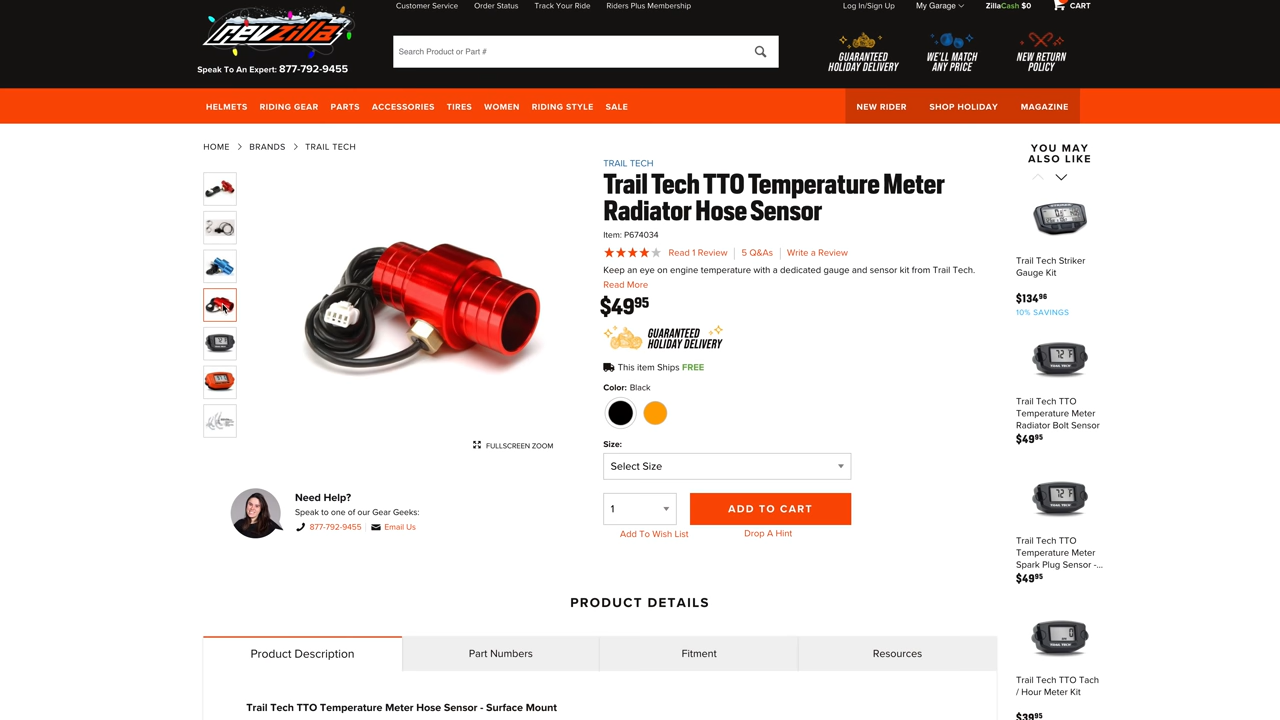 Customer Service
Order Status
Track Your Ride
Riders Plus Membership
Log In/Sign Up
My Garage
ZillaCash $0
CART
revzilla
Speak To An Expert: 877-792-9455
Search Product or Part #
GUARANTEED
HOLIDAY DELIVERY
WE'LL MATCH
ANY PRICE
NEW RETURN
POLICY
HELMETS
RIDING GEAR
PARTS
ACCESSORIES
TIRES
WOMEN
RIDING STYLE
SALE
NEW RIDER
SHOP HOLIDAY
MAGAZINE
HOME > BRANDS > TRAIL TECH
TRAIL TECH
Trail Tech TTO Temperature Meter
Radiator Hose Sensor
Item: P674034
Read 1 Review
5 Q&As
Write a Review
Keep an eye on engine temperature with a dedicated gauge and sensor kit from Trail Tech.
Read More
$49.95
GUARANTEED
HOLIDAY DELIVERY
This item Ships FREE
Color: Black
Size:
Select Size
1
ADD TO CART
Add To Wish List
Drop A Hint
FULLSCREEN ZOOM
Need Help?
Speak to one of our Gear Geeks:
877-792-9455
Email Us
YOU MAY
ALSO LIKE
Trail Tech Striker
Gauge Kit
$134.96
10% SAVINGS
Trail Tech TTO
Temperature Meter
Radiator Bolt Sensor
$49.95
Trail Tech TTO
Temperature Meter
Spark Plug Sensor -...
$49.95
Trail Tech TTO Tach
/ Hour Meter Kit
$39.95
PRODUCT DETAILS
Product Description
Part Numbers
Fitment
Resources
Trail Tech TTO Temperature Meter Hose Sensor - Surface Mount